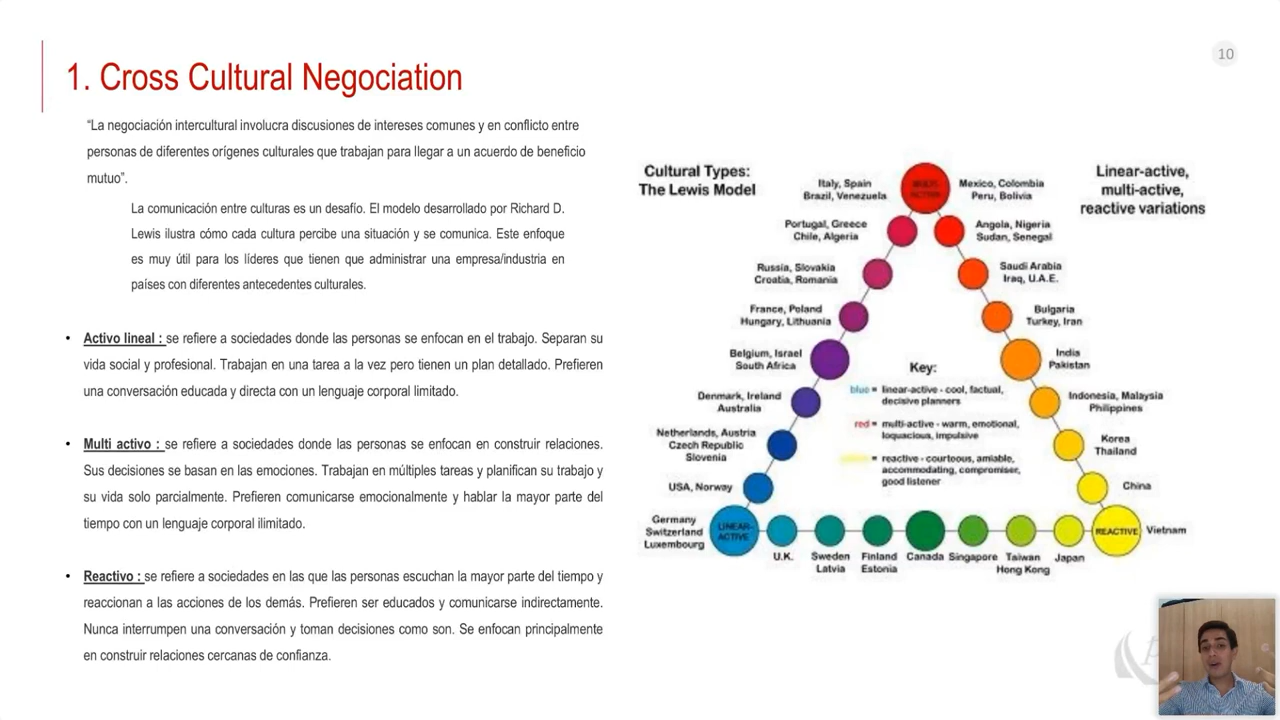 10
1. Cross Cultural Negociation
“La negociación intercultural involucra discusiones de intereses comunes y en conflicto entre
personas de diferentes orígenes culturales que trabajan para llegar a un acuerdo de beneficio
mutuo”.
La comunicación entre culturas es un desafío. El modelo desarrollado por Richard D.
Lewis ilustra cómo cada cultura percibe una situación y se comunica. Este enfoque
es muy útil para los líderes que tienen que administrar una empresa/industria en
países con diferentes antecedentes culturales.
• Activo lineal : se refiere a sociedades donde las personas se enfocan en el trabajo. Separan su
vida social y profesional. Trabajan en una tarea a la vez pero tienen un plan detallado. Prefieren
una conversación educada y directa con un lenguaje corporal limitado.
• Multi activo : se refiere a sociedades donde las personas se enfocan en construir relaciones.
Sus decisiones se basan en las emociones. Trabajan en múltiples tareas y planifican su trabajo y
su vida solo parcialmente. Prefieren comunicarse emocionalmente y hablar la mayor parte del
tiempo con un lenguaje corporal ilimitado.
• Reactivo : se refiere a sociedades en las que las personas escuchan la mayor parte del tiempo y
reaccionan a las acciones de los demás. Prefieren ser educados y comunicarse indirectamente.
Nunca interrumpen una conversación y toman decisiones como son. Se enfocan principalmente
en construir relaciones cercanas de confianza.
Cultural Types:
The Lewis Model
Linear-active,
multi-active,
reactive variations
MULTI-
ACTIVE
Italy, Spain
Brazil, Venezuela
Mexico, Colombia
Peru, Bolivia
Portugal, Greece
Chile, Algeria
Angola, Nigeria
Sudan, Senegal
Russia, Slovakia
Croatia, Romania
Saudi Arabia
Iraq, U.A.E.
France, Poland
Hungary, Lithuania
Bulgaria
Turkey, Iran
Belgium, Israel
South Africa
India
Pakistan
Denmark, Ireland
Australia
Indonesia, Malaysia
Philippines
Netherlands, Austria
Czech Republic
Slovenia
Korea
Thailand
USA, Norway
China
Key:
blue = linear-active - cool, factual,
decisive planners
red = multi-active - warm, emotional,
loquacious, impulsive
yellow = reactive - courteous, amiable,
accommodating, compromiser,
good listener
Germany
Switzerland
Luxembourg
LINEAR-
ACTIVE
U.K.
Sweden
Latvia
Finland
Estonia
Canada
Singapore
Taiwan
Hong Kong
Japan
REACTIVE
Vietnam